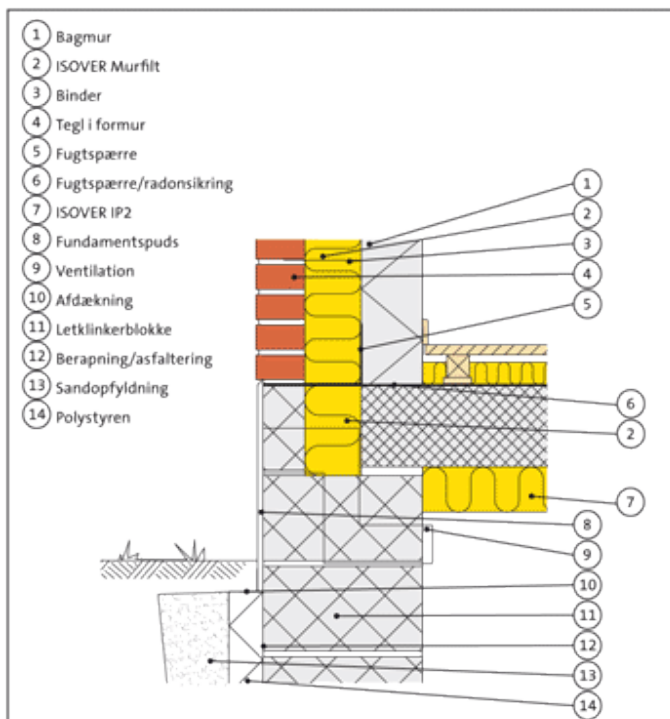 1 Bagmur
2 ISOVER Murfilt
3 Binder
4 Tegl i formur
5 Fugtspærre
6 Fugtspærre/radonsikring
7 ISOVER IP2
8 Fundamentspuds
9 Ventilation
10 Afdækning
11 Letklinkerblokke
12 Berapning/asfaltering
13 Sandopfyldning
14 Polystyren
1
2
3
4
5
6
2
7
8
9
10
11
12
13
14